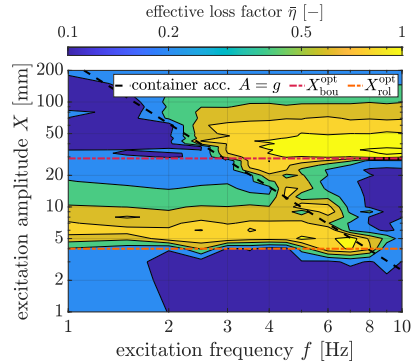 effective loss factor η̄ [−]
0.1 0.2 0.5 1
container acc. A = g X_bou^opt X_rol^opt
200
100
50
20
10
5
2
1
excitation amplitude X [mm]
1 2 3 4 6 8 10
excitation frequency f [Hz]